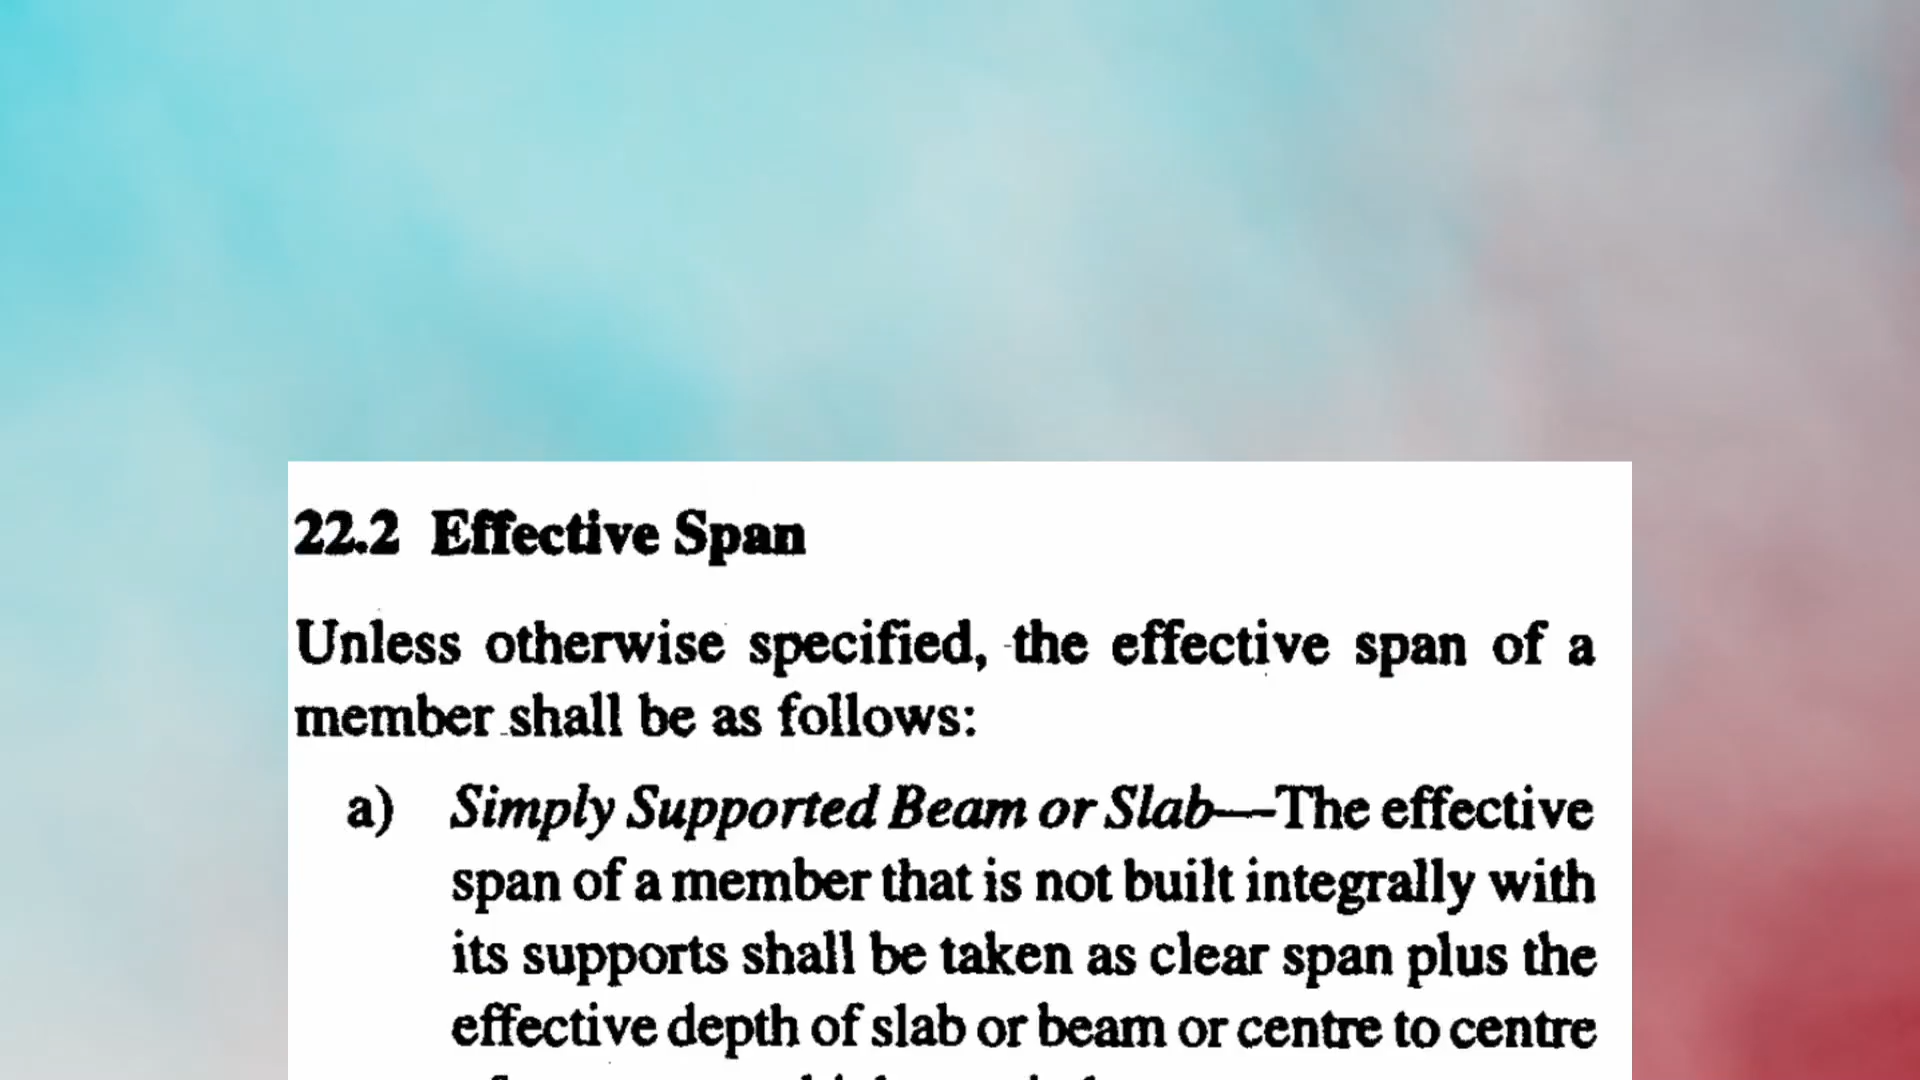 22.2 Effective Span
Unless otherwise specified, the effective span of a
member shall be as follows:
a) Simply Supported Beam or Slab—The effective
span of a member that is not built integrally with
its supports shall be taken as clear span plus the
effective depth of slab or beam or centre to centre